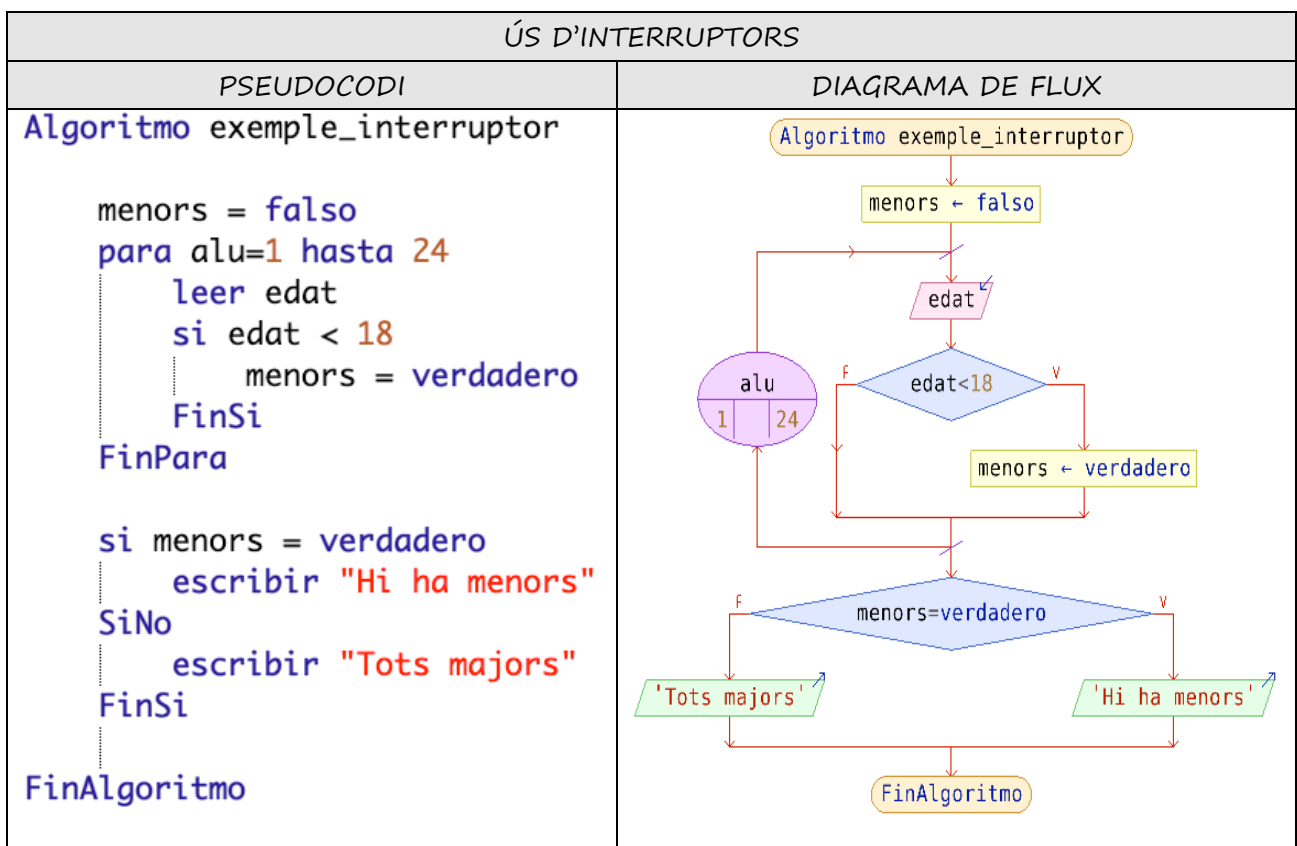 ÚS D'INTERRUPTORS
PSEUDOCODI
Algoritmo exemple_interruptor
menors = falso
para alu=1 hasta 24
leer edat
si edat < 18
menors = verdadero
FinSi
FinPara
si menors = verdadero
escribir "Hi ha menors"
SiNo
escribir "Tots majors"
FinSi
FinAlgoritmo
DIAGRAMA DE FLUX
Algoritmo exemple_interruptor
menors ← falso
edat
alu
1 24
F
edat<18
V
menors ← verdadero
F
menors=verdadero
V
'Tots majors'
'Hi ha menors'
FinAlgoritmo